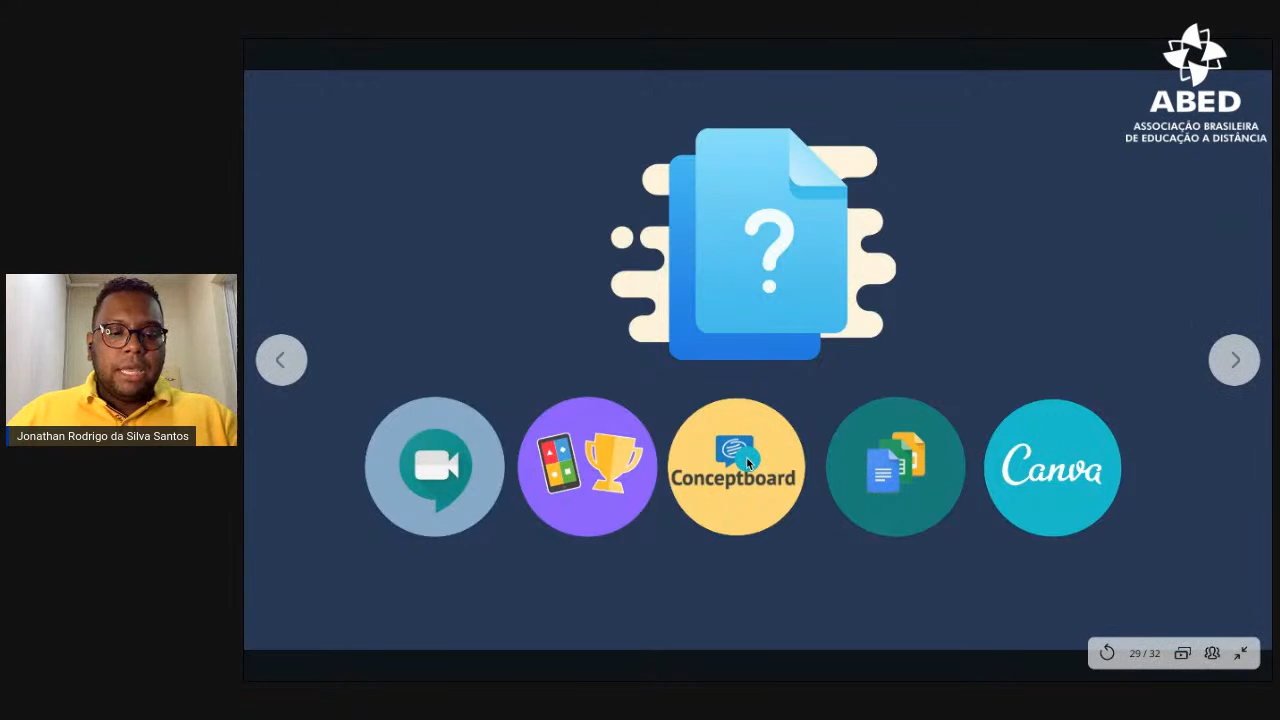 ABED
ASSOCIAÇÃO BRASILEIRA
DE EDUCAÇÃO A DISTÂNCIA
?
Jonathan Rodrigo da Silva Santos
Conceptboard
Canva
29 / 32